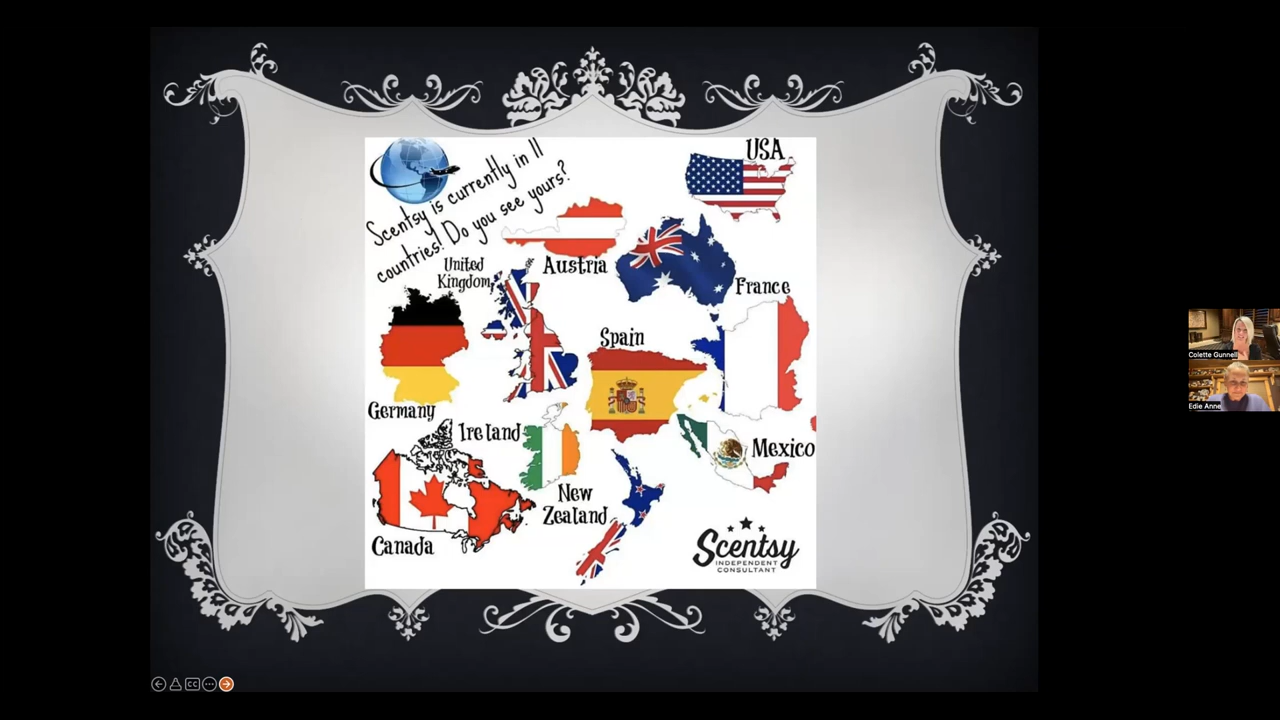 Scentsy is currently in 11
countries! Do you see yours?
USA
Austria
United
Kingdom
France
Spain
Germany
Ireland
Mexico
New
Zealand
Canada
Scentsy
INDEPENDENT
CONSULTANT
Colette Gunnell
Edie Anne
CC